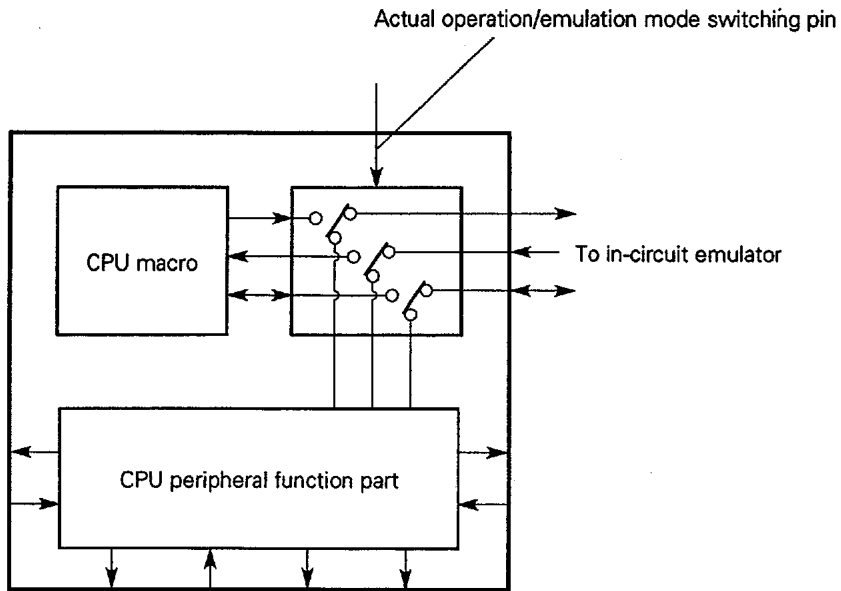 Actual operation/emulation mode switching pin
CPU macro
To in-circuit emulator
CPU peripheral function part